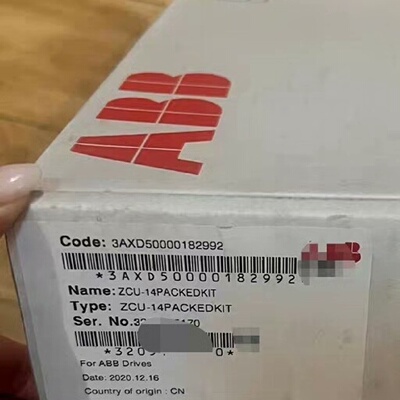 ABB
Code: 3AXD50000182992
ABB
*3AXD50000182992
Name: ZCU-14PACKEDKIT
Type: ZCU-14PACKEDKIT
Ser. No.
For ABB Drives
Date: 2020.12.16
Country of origin : CN